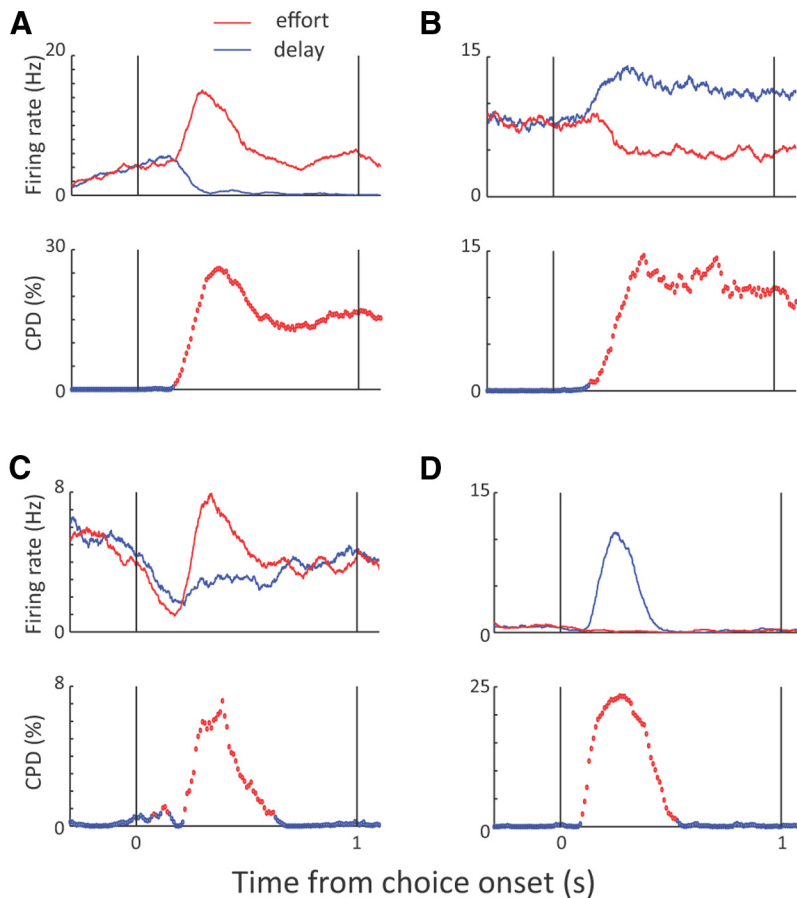 A
effort
delay
B
20
Firing rate (Hz)
0
15
0
30
CPD (%)
0
15
0
C
D
8
Firing rate (Hz)
0
15
0
8
CPD (%)
0
25
0
0
1
0
1
Time from choice onset (s)